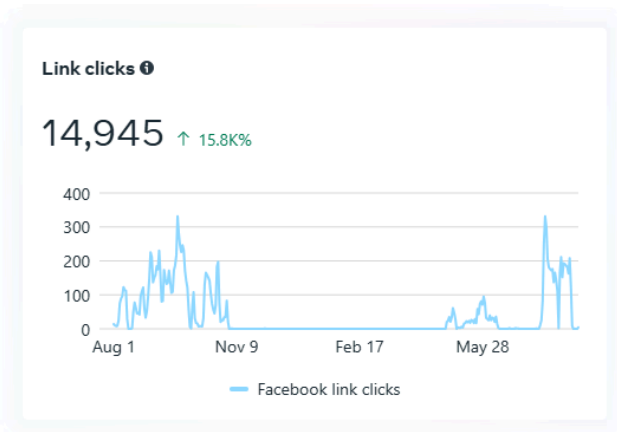 Link clicks
14,945 ↑ 15.8K%
400
300
200
100
0
Aug 1 Nov 9 Feb 17 May 28
Facebook link clicks